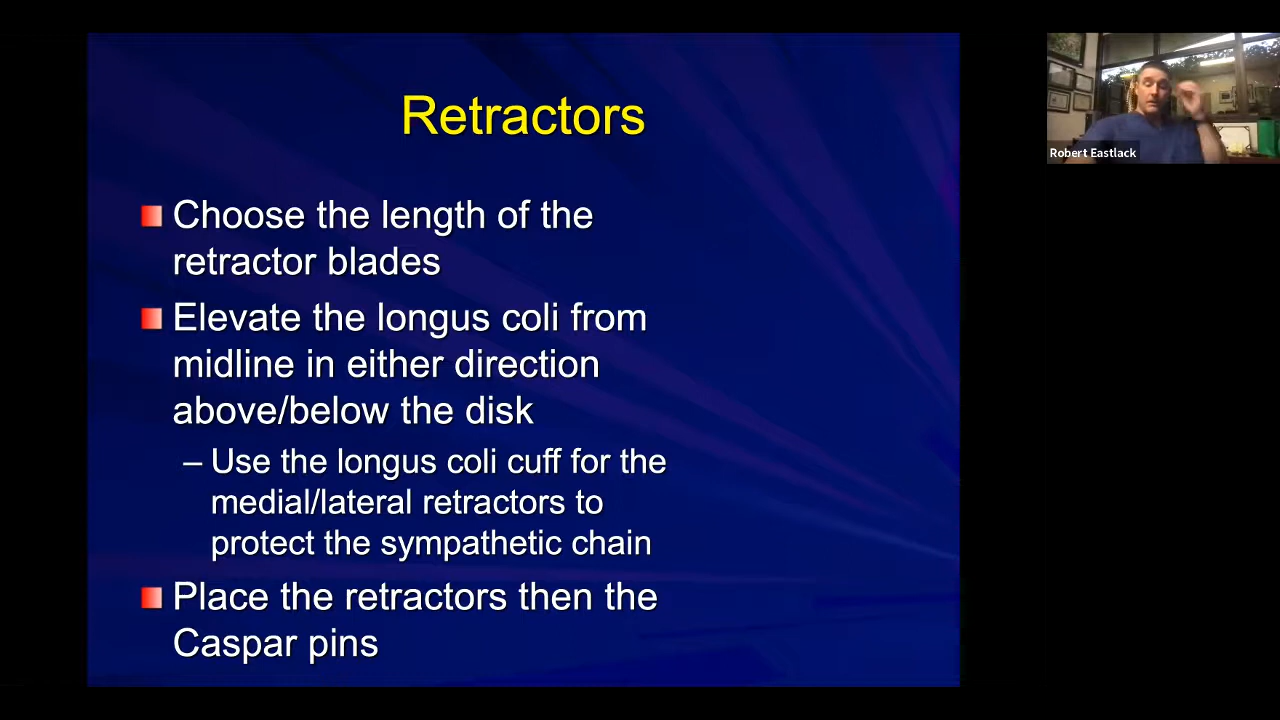 Retractors
Choose the length of the
retractor blades
Elevate the longus coli from
midline in either direction
above/below the disk
– Use the longus coli cuff for the
medial/lateral retractors to
protect the sympathetic chain
Place the retractors then the
Caspar pins
Robert Eastlack